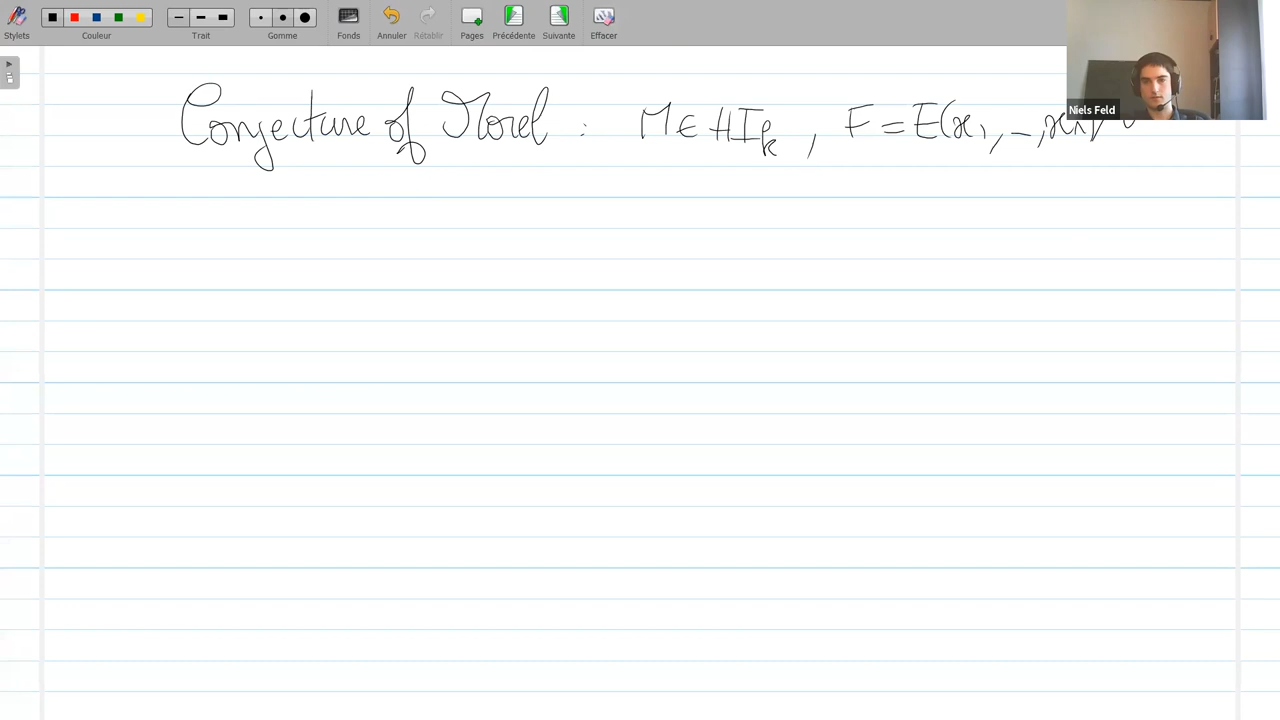 Stylets Couleur Trait Gomme Fonds Annuler Rétablir Pages Précédente Suivante Effacer
Niels Feld
Conjecture of Morel : M ∈ HI_k , F = E(x_1, –, x_n)